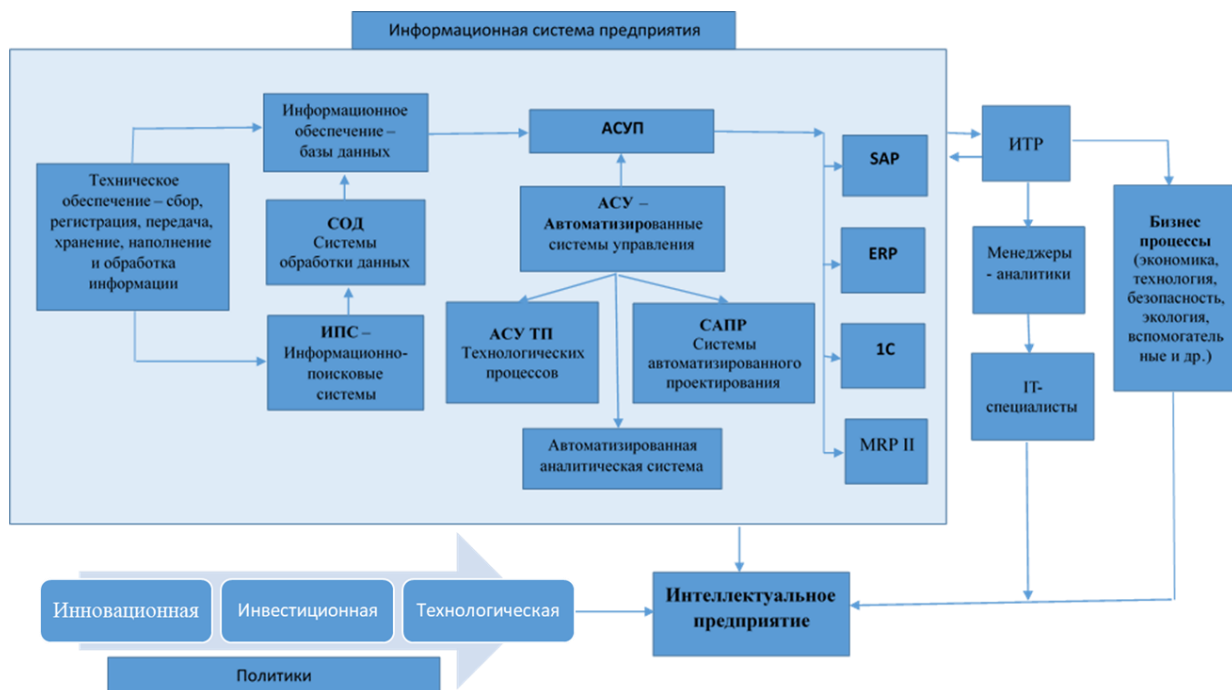 Информационная система предприятия
Техническое
обеспечение – сбор,
регистрация, передача,
хранение, наполнение
и обработка
информации
Информационное
обеспечение –
базы данных
СОД
Системы
обработки данных
ИПС –
Информационно-
поисковые
системы
АСУП
АСУ –
Автоматизированные
системы управления
АСУ ТП
Технологических
процессов
САПР
Системы
автоматизированного
проектирования
Автоматизированная
аналитическая система
SAP
ERP
1С
MRP II
ИТР
Менеджеры
- аналитики
IT-
специалисты
Бизнес
процессы
(экономика,
технология,
безопасность,
экология,
вспомогатель
ные и др.)
Инновационная
Инвестиционная
Технологическая
Политики
Интеллектуальное
предприятие